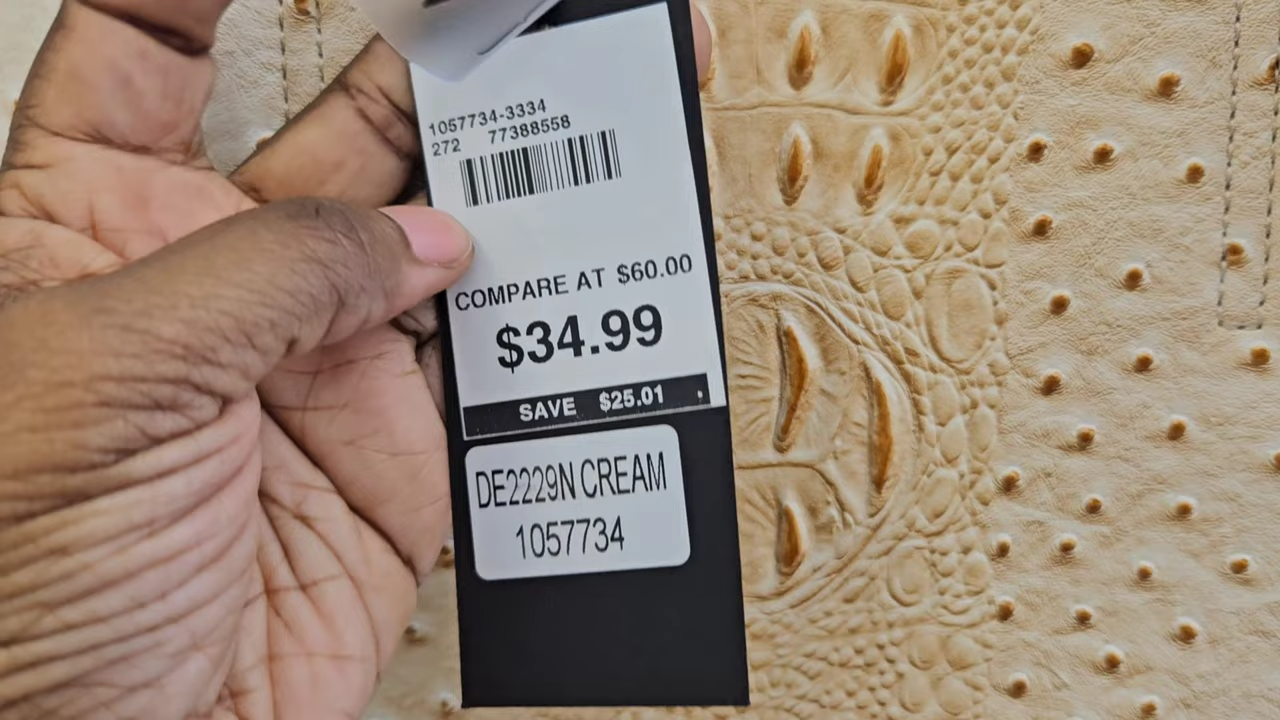 1057734-3334
272 77388558
COMPARE AT $60.00
$34.99
SAVE $25.01
DE2229N CREAM
1057734